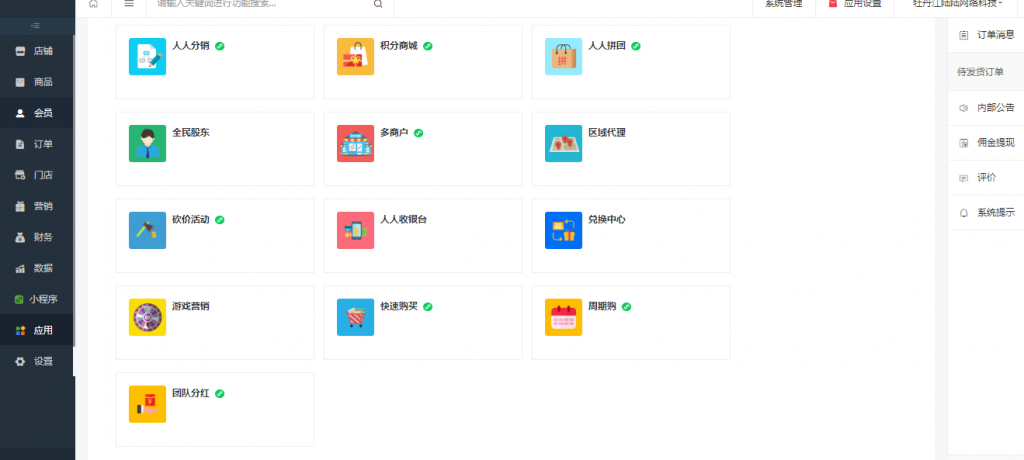 请输入关键词进行功能搜索...
系统管理
应用设置
牡丹江陆陆网络科技
店铺
商品
会员
订单
门店
营销
财务
数据
小程序
应用
设置
人人分销
积分商城
人人拼团
拼
全民股东
多商户
区域代理
砍价活动
人人收银台
兑换中心
游戏营销
快速购买
周期购
团队分红
订单消息
待发货订单
内部公告
佣金提现
评价
系统提示